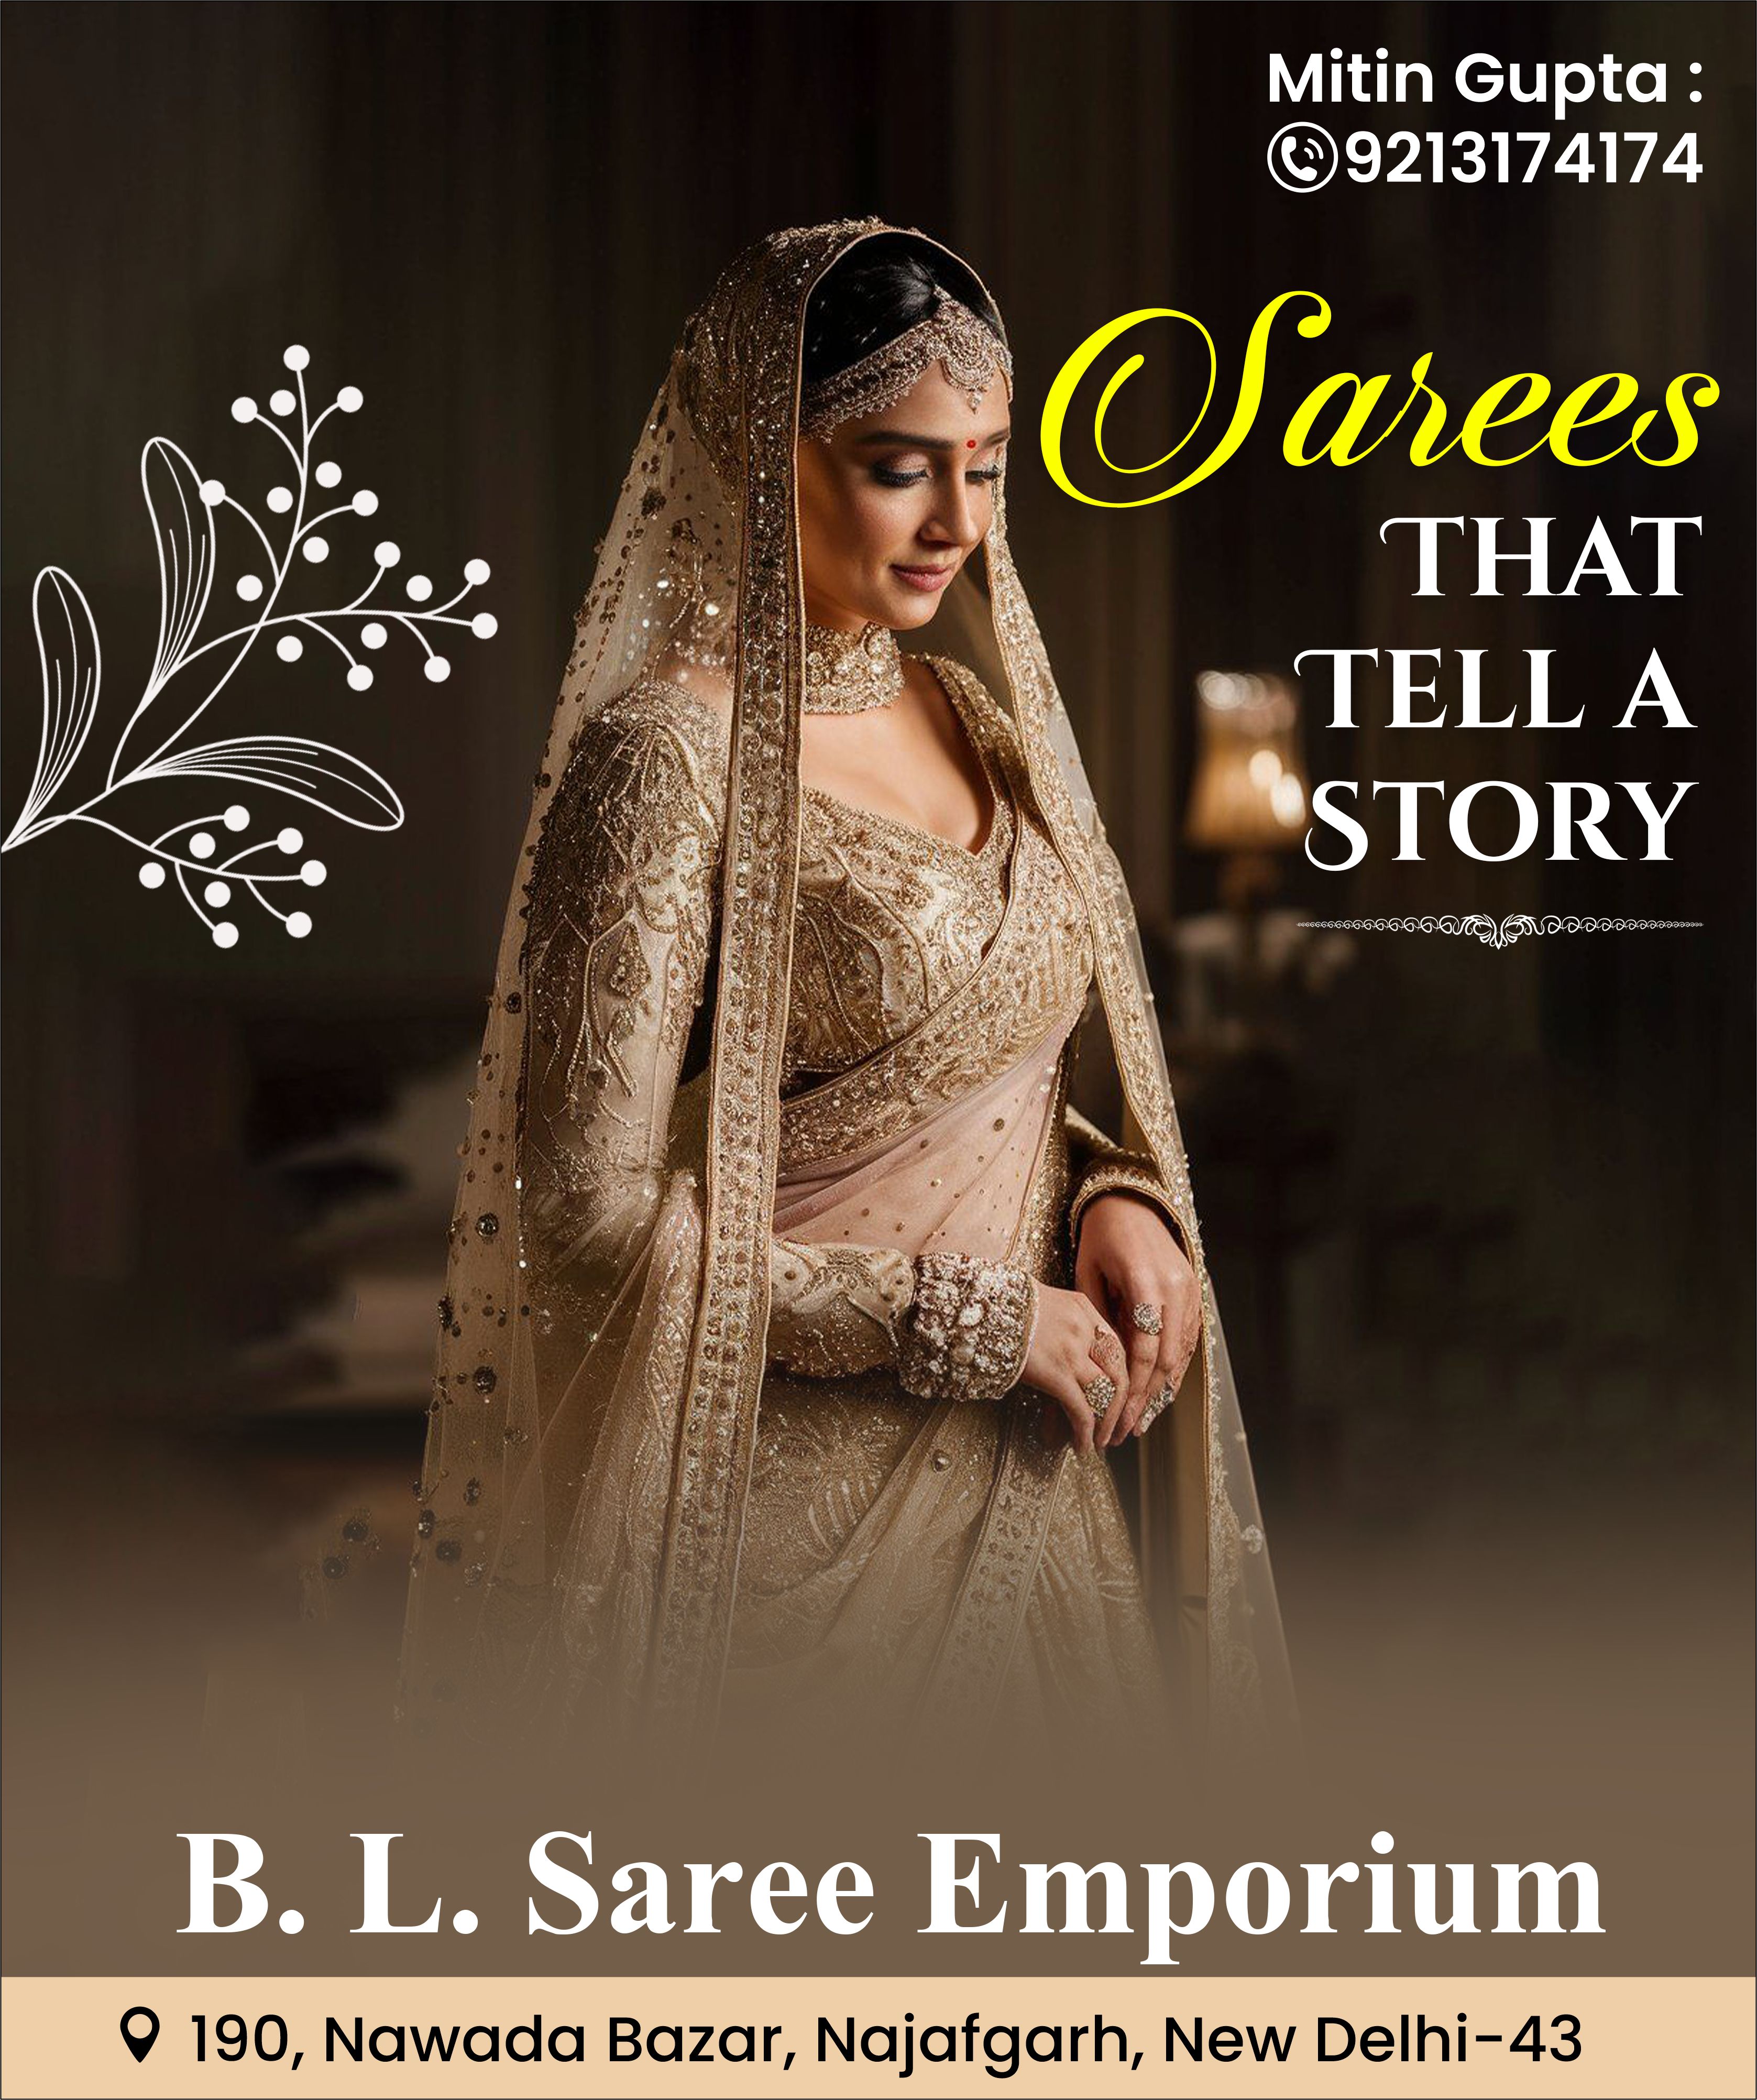 Mitin Gupta :
9213174174
Sarees
THAT
TELL A
STORY
B. L. Saree Emporium
190, Nawada Bazar, Najafgarh, New Delhi-43